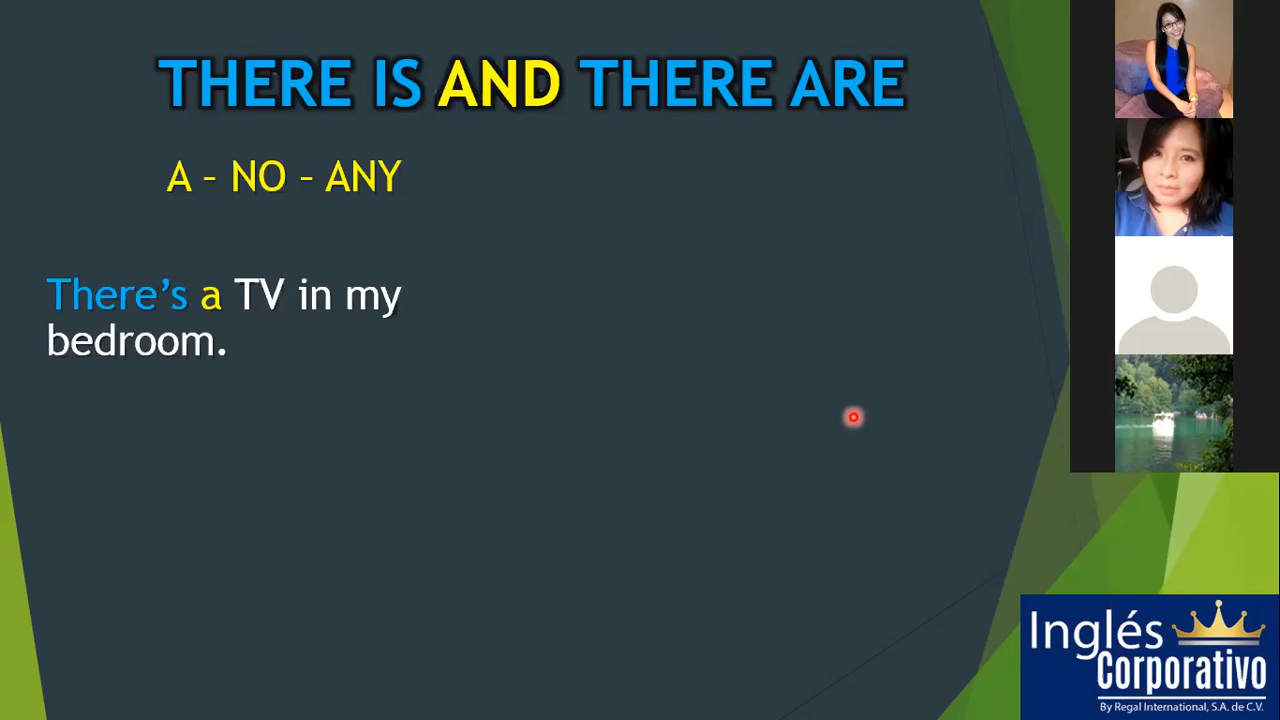 THERE IS AND THERE ARE
A – NO – ANY
There’s a TV in my
bedroom.
Inglés
Corporativo
By Regal International, S.A. de C.V.